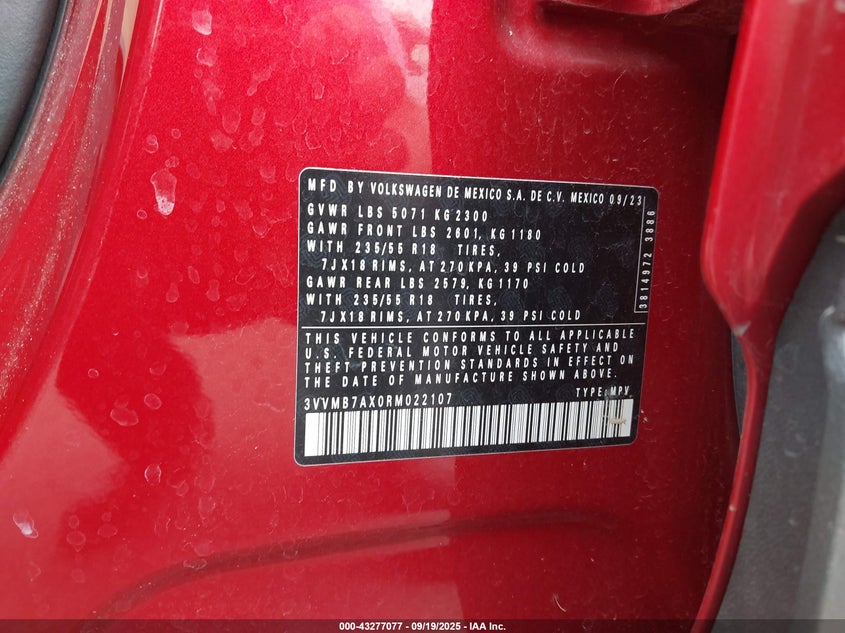 MFD BY VOLKSWAGEN DE MEXICO S.A. DE C.V. MEXICO 09/23
GVWR LBS 5071 KG 2300
GAWR FRONT LBS 2601, KG 1180
WITH 235/55 R18 TIRES,
7JX18 RIMS, AT 270 KPA, 39 PSI COLD
GAWR REAR LBS 2579, KG 1170
WITH 235/55 R18 TIRES,
7JX18 RIMS, AT 270 KPA, 39 PSI COLD
3814972 3886
THIS VEHICLE CONFORMS TO ALL APPLICABLE
U.S. FEDERAL MOTOR VEHICLE SAFETY AND
THEFT PREVENTION STANDARDS IN EFFECT ON
THE DATE OF MANUFACTURE SHOWN ABOVE.
3VVMB7AX0RM022107 TYPE: MPV
000-43277077 - 09/19/2025 - IAA Inc.